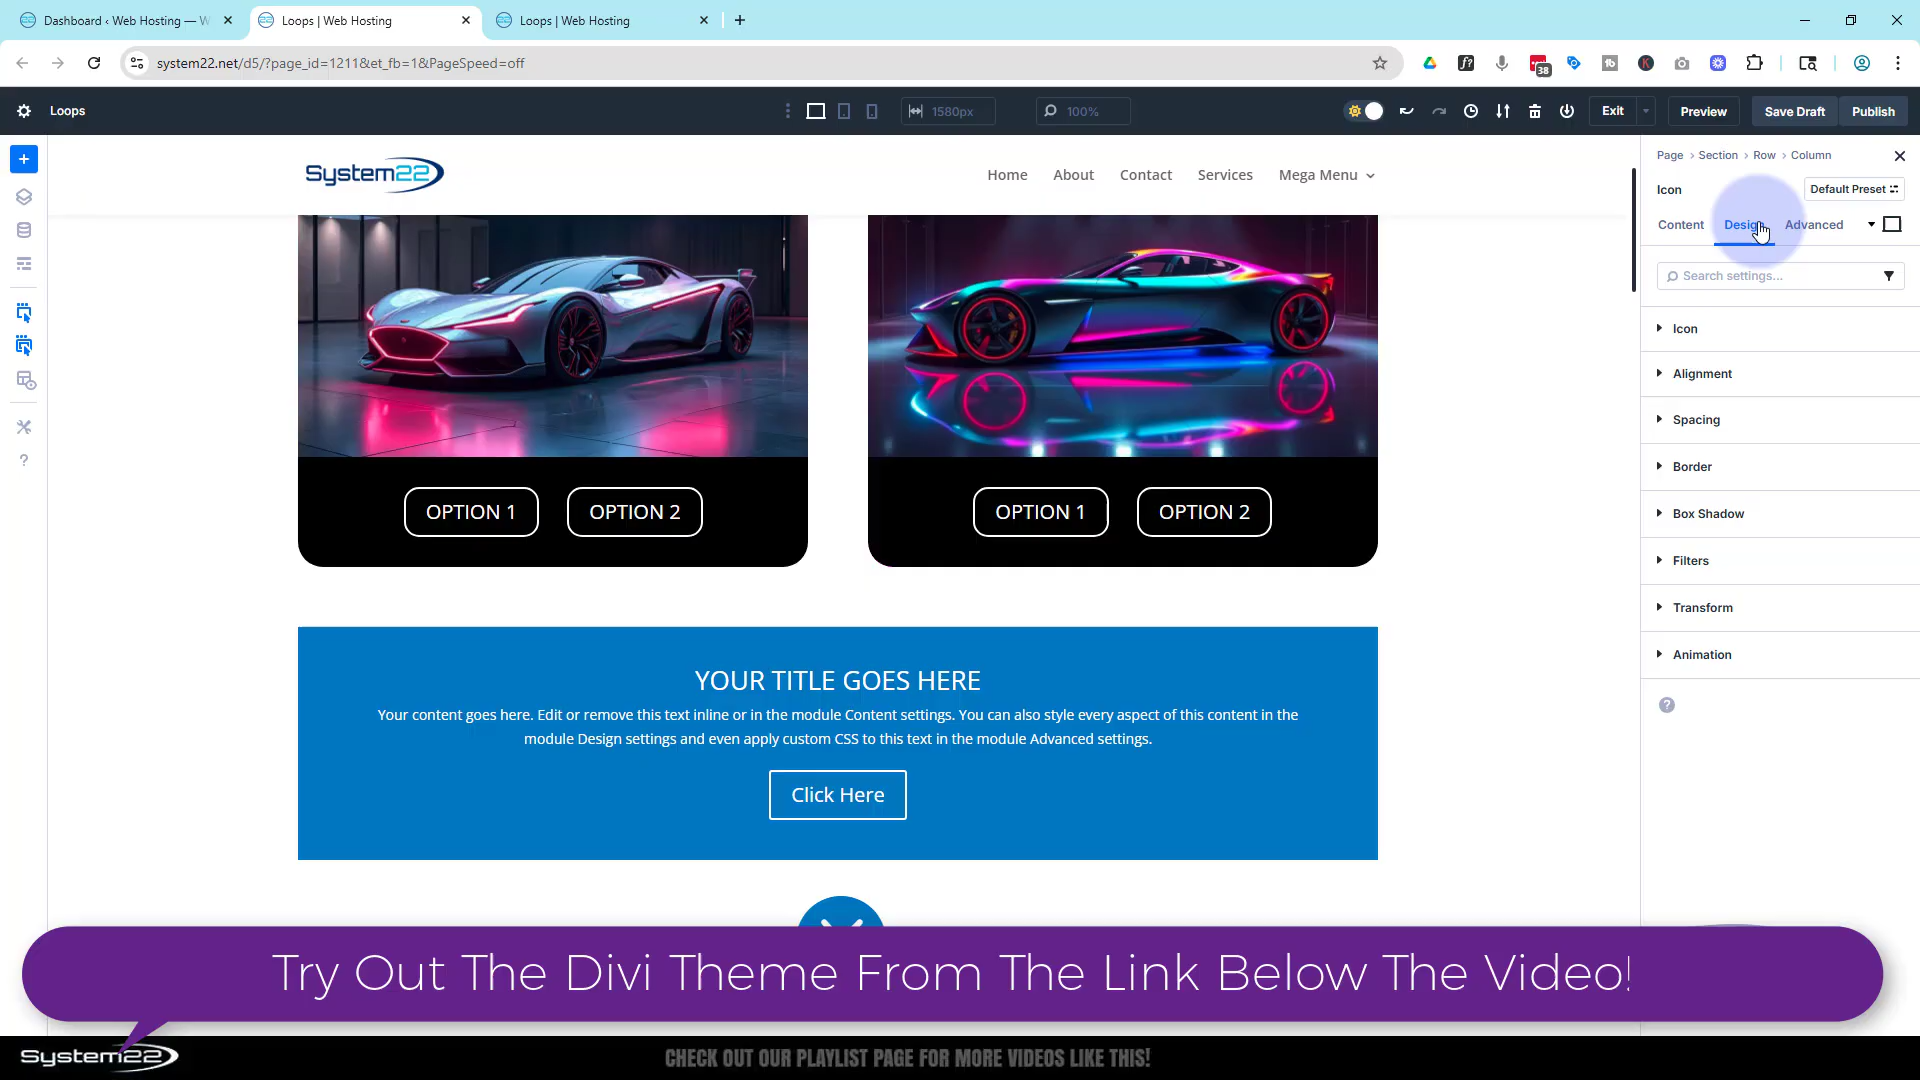 Dashboard ‹ Web Hosting — W
Loops | Web Hosting
Loops | Web Hosting
system22.net/d5/?page_id=1211&et_fb=1&PageSpeed=off
38
Loops
1580px
100%
Exit
Preview
Save Draft
Publish
System22
Home
About
Contact
Services
Mega Menu
Page
Section
Row
Column
Icon
Default Preset
Content
Design
Advanced
Search settings...
Icon
Alignment
Spacing
Border
Box Shadow
Filters
Transform
Animation
OPTION 1
OPTION 2
OPTION 1
OPTION 2
YOUR TITLE GOES HERE
Your content goes here. Edit or remove this text inline or in the module Content settings. You can also style every aspect of this content in the
module Design settings and even apply custom CSS to this text in the module Advanced settings.
Click Here
Try Out The Divi Theme From The Link Below The Video!
System22
CHECK OUT OUR PLAYLIST PAGE FOR MORE VIDEOS LIKE THIS!